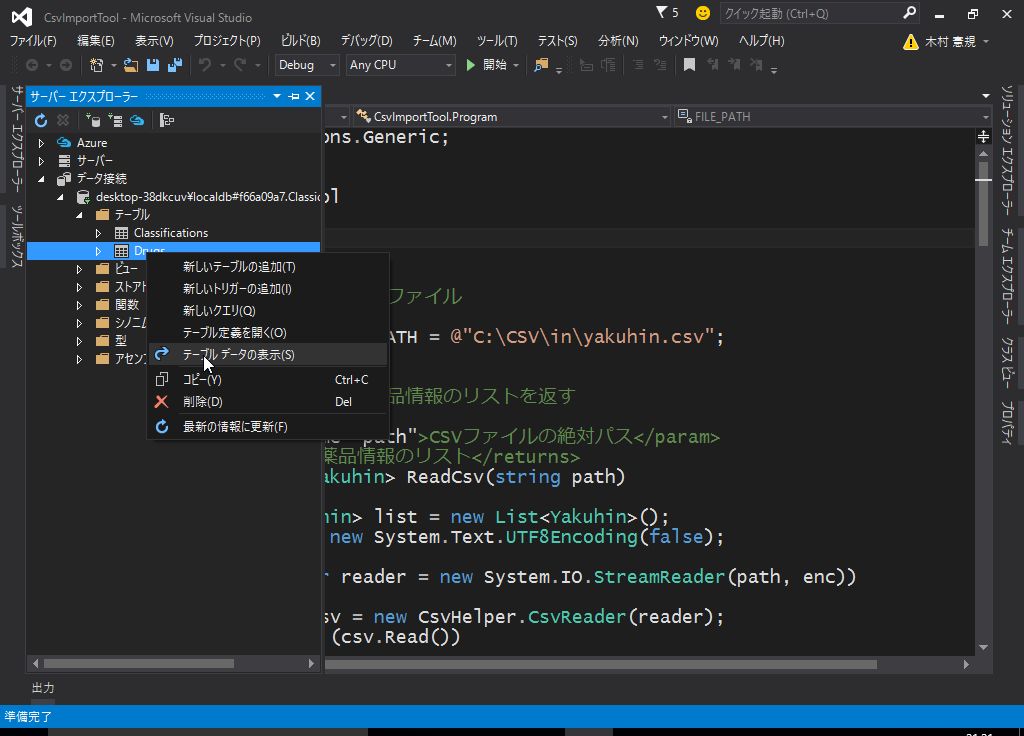 CsvImportTool - Microsoft Visual Studio
5
クイック起動 (Ctrl+Q)
ファイル(F) 編集(E) 表示(V) プロジェクト(P) ビルド(B) デバッグ(D) チーム(M) ツール(T) テスト(S) 分析(N) ウィンドウ(W) ヘルプ(H) 木村 憲規
Debug Any CPU 開始
サーバー エクスプローラー
ツールボックス
サーバー エクスプローラー
Azure
サーバー
データ接続
desktop-38dkcuv¥localdb#f66a09a7.Classic
テーブル
Classifications
Drugs
ビュー
ストアド
関数
シノニム
型
アセンブ
新しいテーブルの追加(T)
新しいトリガーの追加(I)
新しいクエリ(Q)
テーブル定義を開く(O)
テーブル データの表示(S)
コピー(Y) Ctrl+C
削除(D) Del
最新の情報に更新(F)
CsvImportTool.Program
FILE_PATH
ons.Generic;
ol
ファイル
ATH = @"C:\CSV\in\yakuhin.csv";
品情報のリストを返す
path">CSVファイルの絶対パス</param>
薬品情報のリスト</returns>
akuhin> ReadCsv(string path)
hin> list = new List<Yakuhin>();
new System.Text.UTF8Encoding(false);
r reader = new System.IO.StreamReader(path, enc))
sv = new CsvHelper.CsvReader(reader);
(csv.Read())
ソリューション エクスプローラー
チーム エクスプローラー
クラス ビュー
プロパティ
出力
準備完了